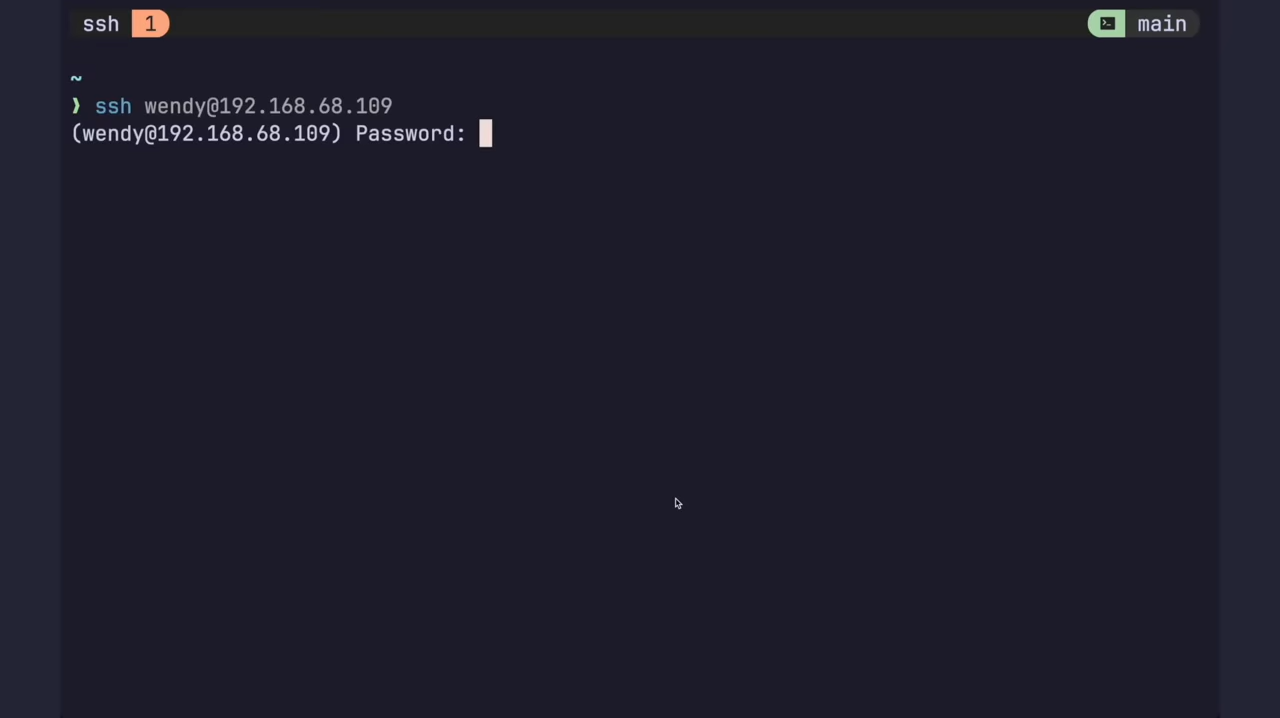 ssh 1 main
~
❯ ssh wendy@192.168.68.109
(wendy@192.168.68.109) Password: